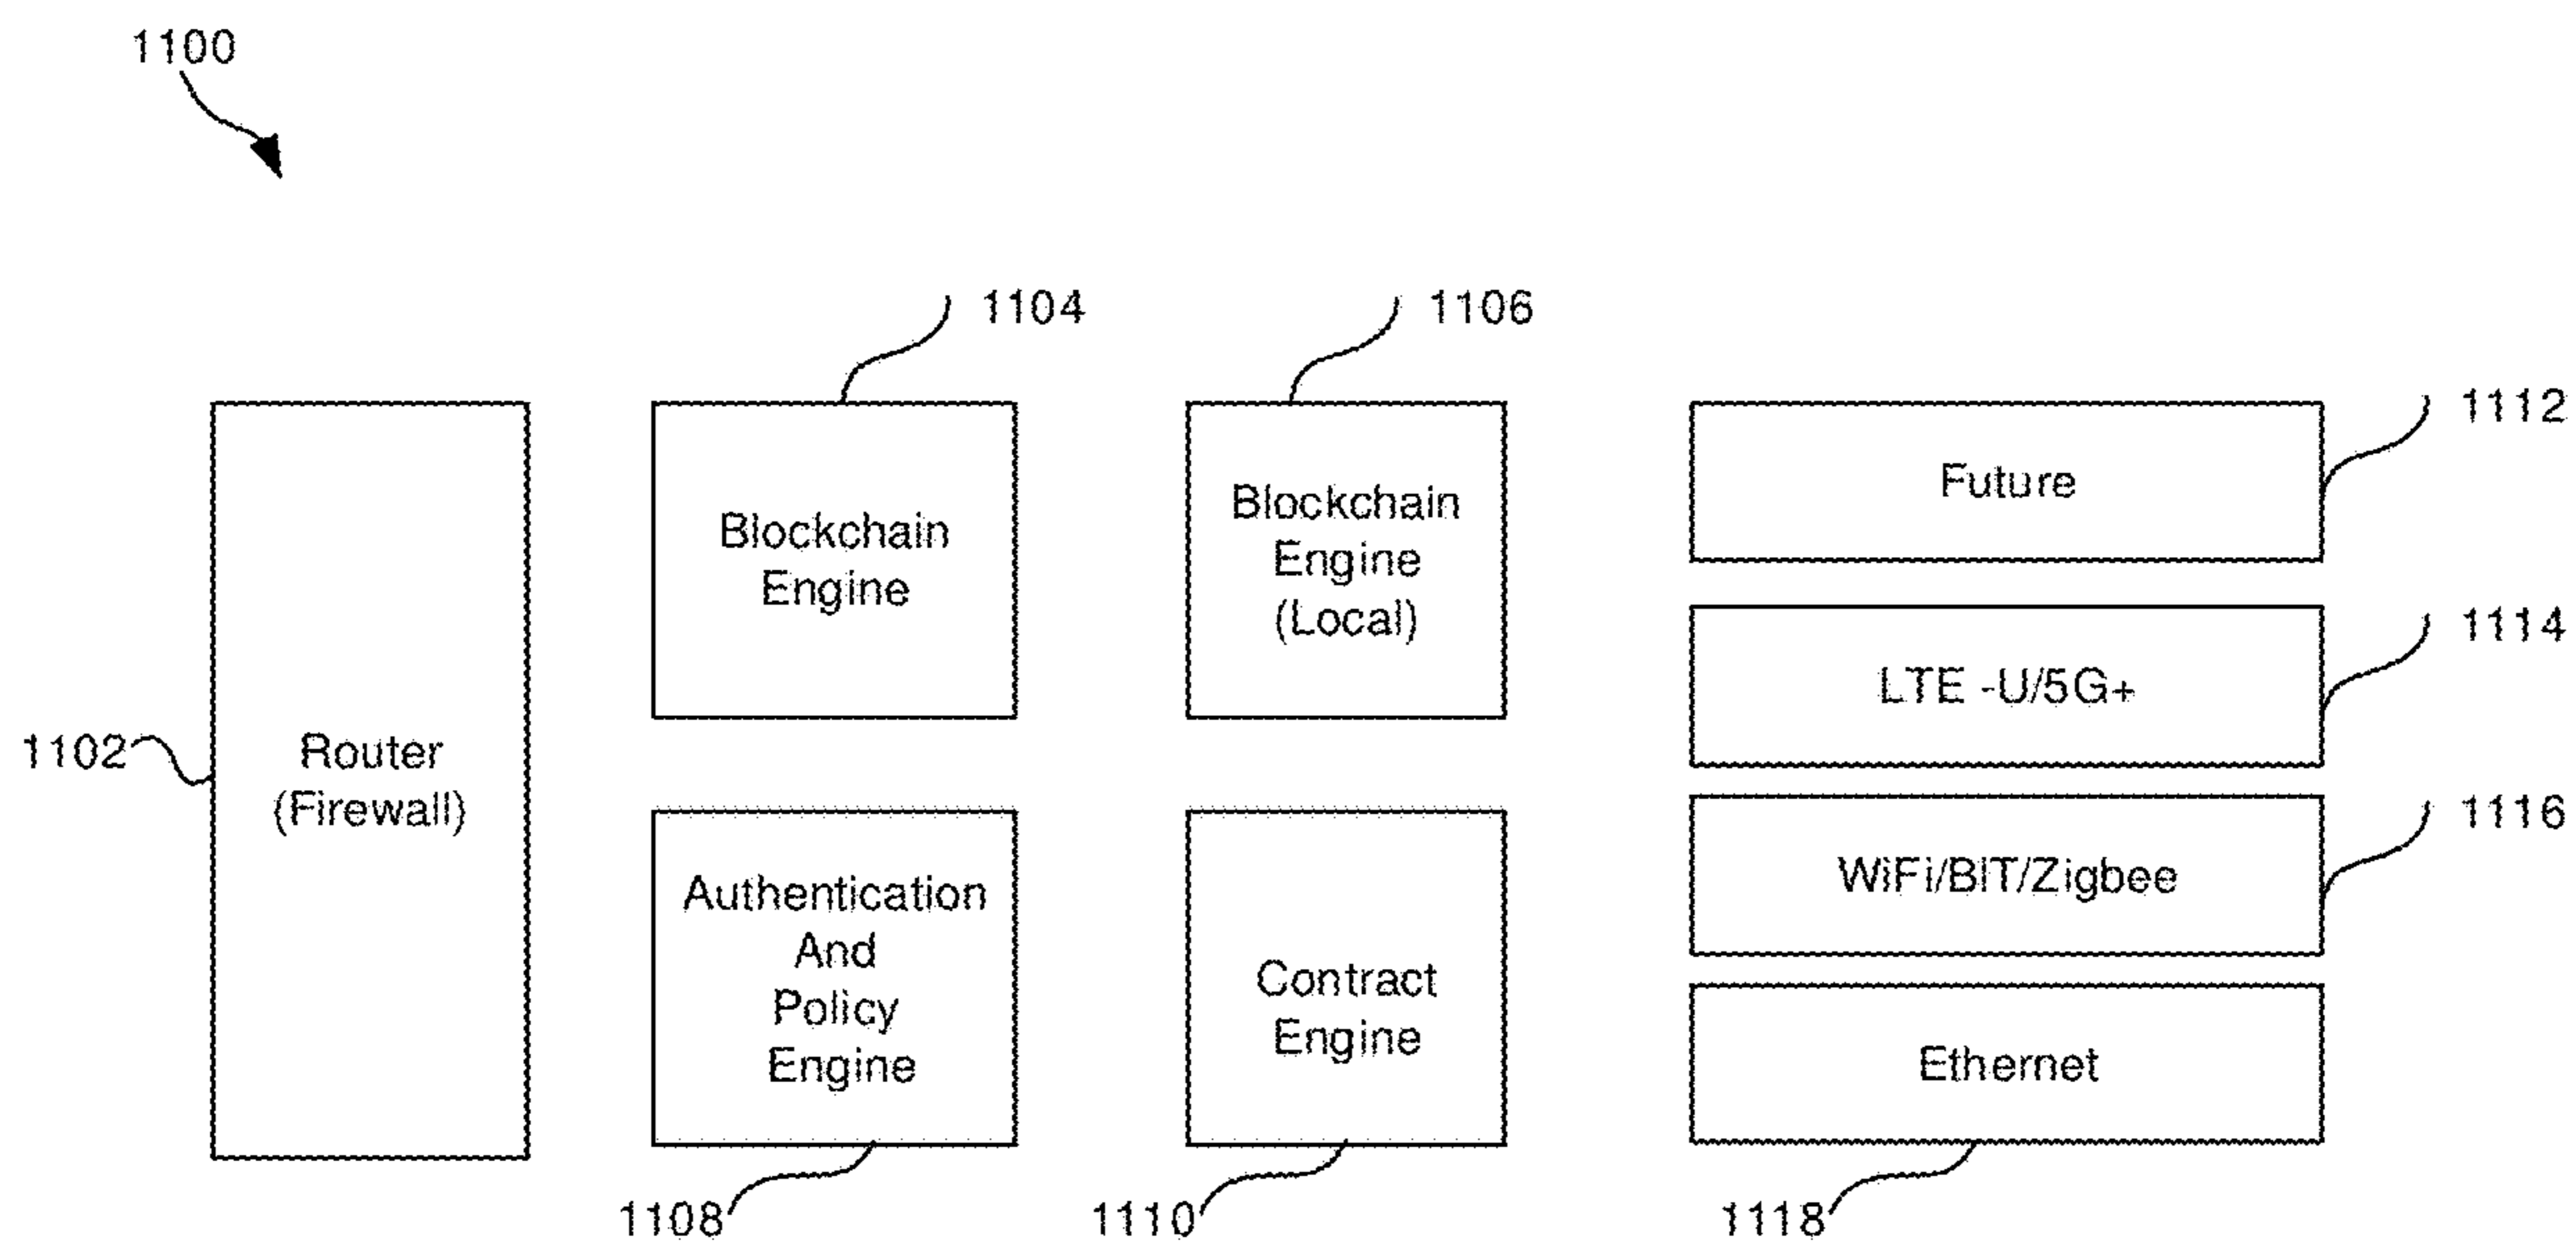 1100
1104
1106
1112
Future
Blockchain
Engine
Blockchain
Engine
(Local)
1114
LTE -U/5G+
1102
Router
(Firewall)
1116
WiFi/BIT/Zigbee
Authentication
And
Policy
Engine
Contract
Engine
Ethernet
1108
1110
1118